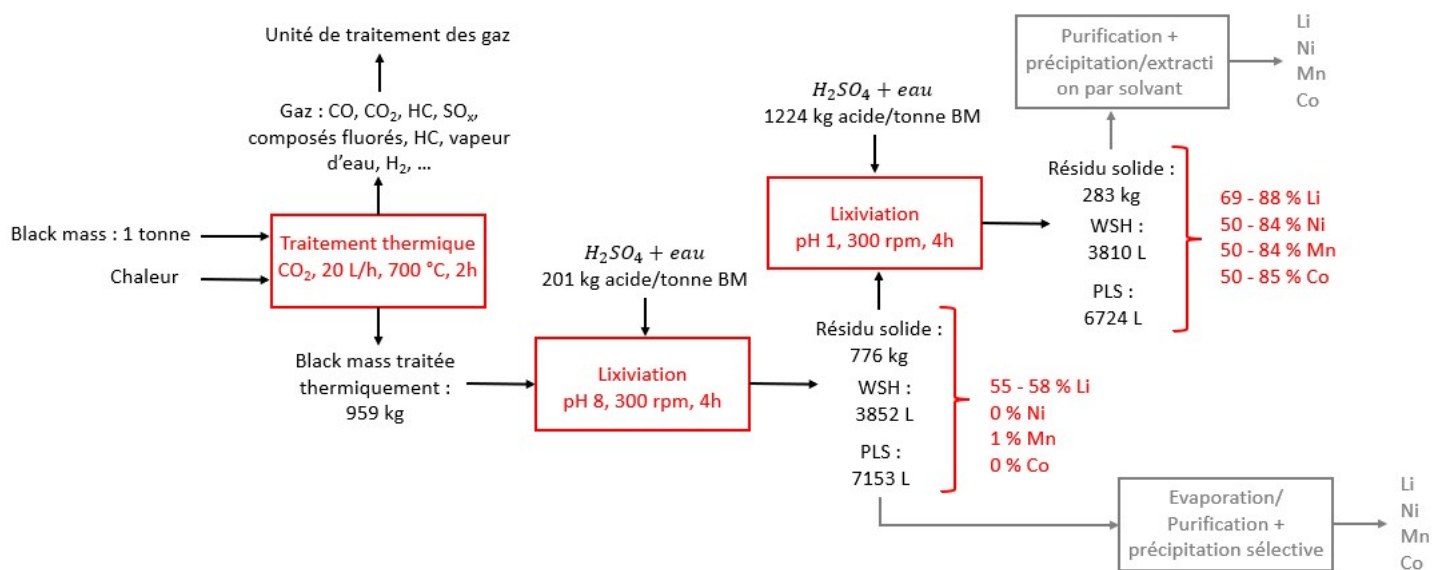 Unité de traitement des gaz
Gaz : CO, CO₂, HC, SOₓ,
composés fluorés, HC, vapeur
d'eau, H₂, …
Black mass : 1 tonne
Chaleur
Traitement thermique
CO₂, 20 L/h, 700 °C, 2h
Black mass traitée
thermiquement :
959 kg
H₂SO₄ + eau
201 kg acide/tonne BM
Lixiviation
pH 8, 300 rpm, 4h
Résidu solide :
776 kg
WSH :
3852 L
PLS :
7153 L
55 - 58 % Li
0 % Ni
1 % Mn
0 % Co
H₂SO₄ + eau
1224 kg acide/tonne BM
Lixiviation
pH 1, 300 rpm, 4h
Résidu solide :
283 kg
WSH :
3810 L
PLS :
6724 L
69 - 88 % Li
50 - 84 % Ni
50 - 84 % Mn
50 - 85 % Co
Purification +
précipitation/extracti
on par solvant
Li
Ni
Mn
Co
Evaporation/
Purification +
précipitation sélective
Li
Ni
Mn
Co